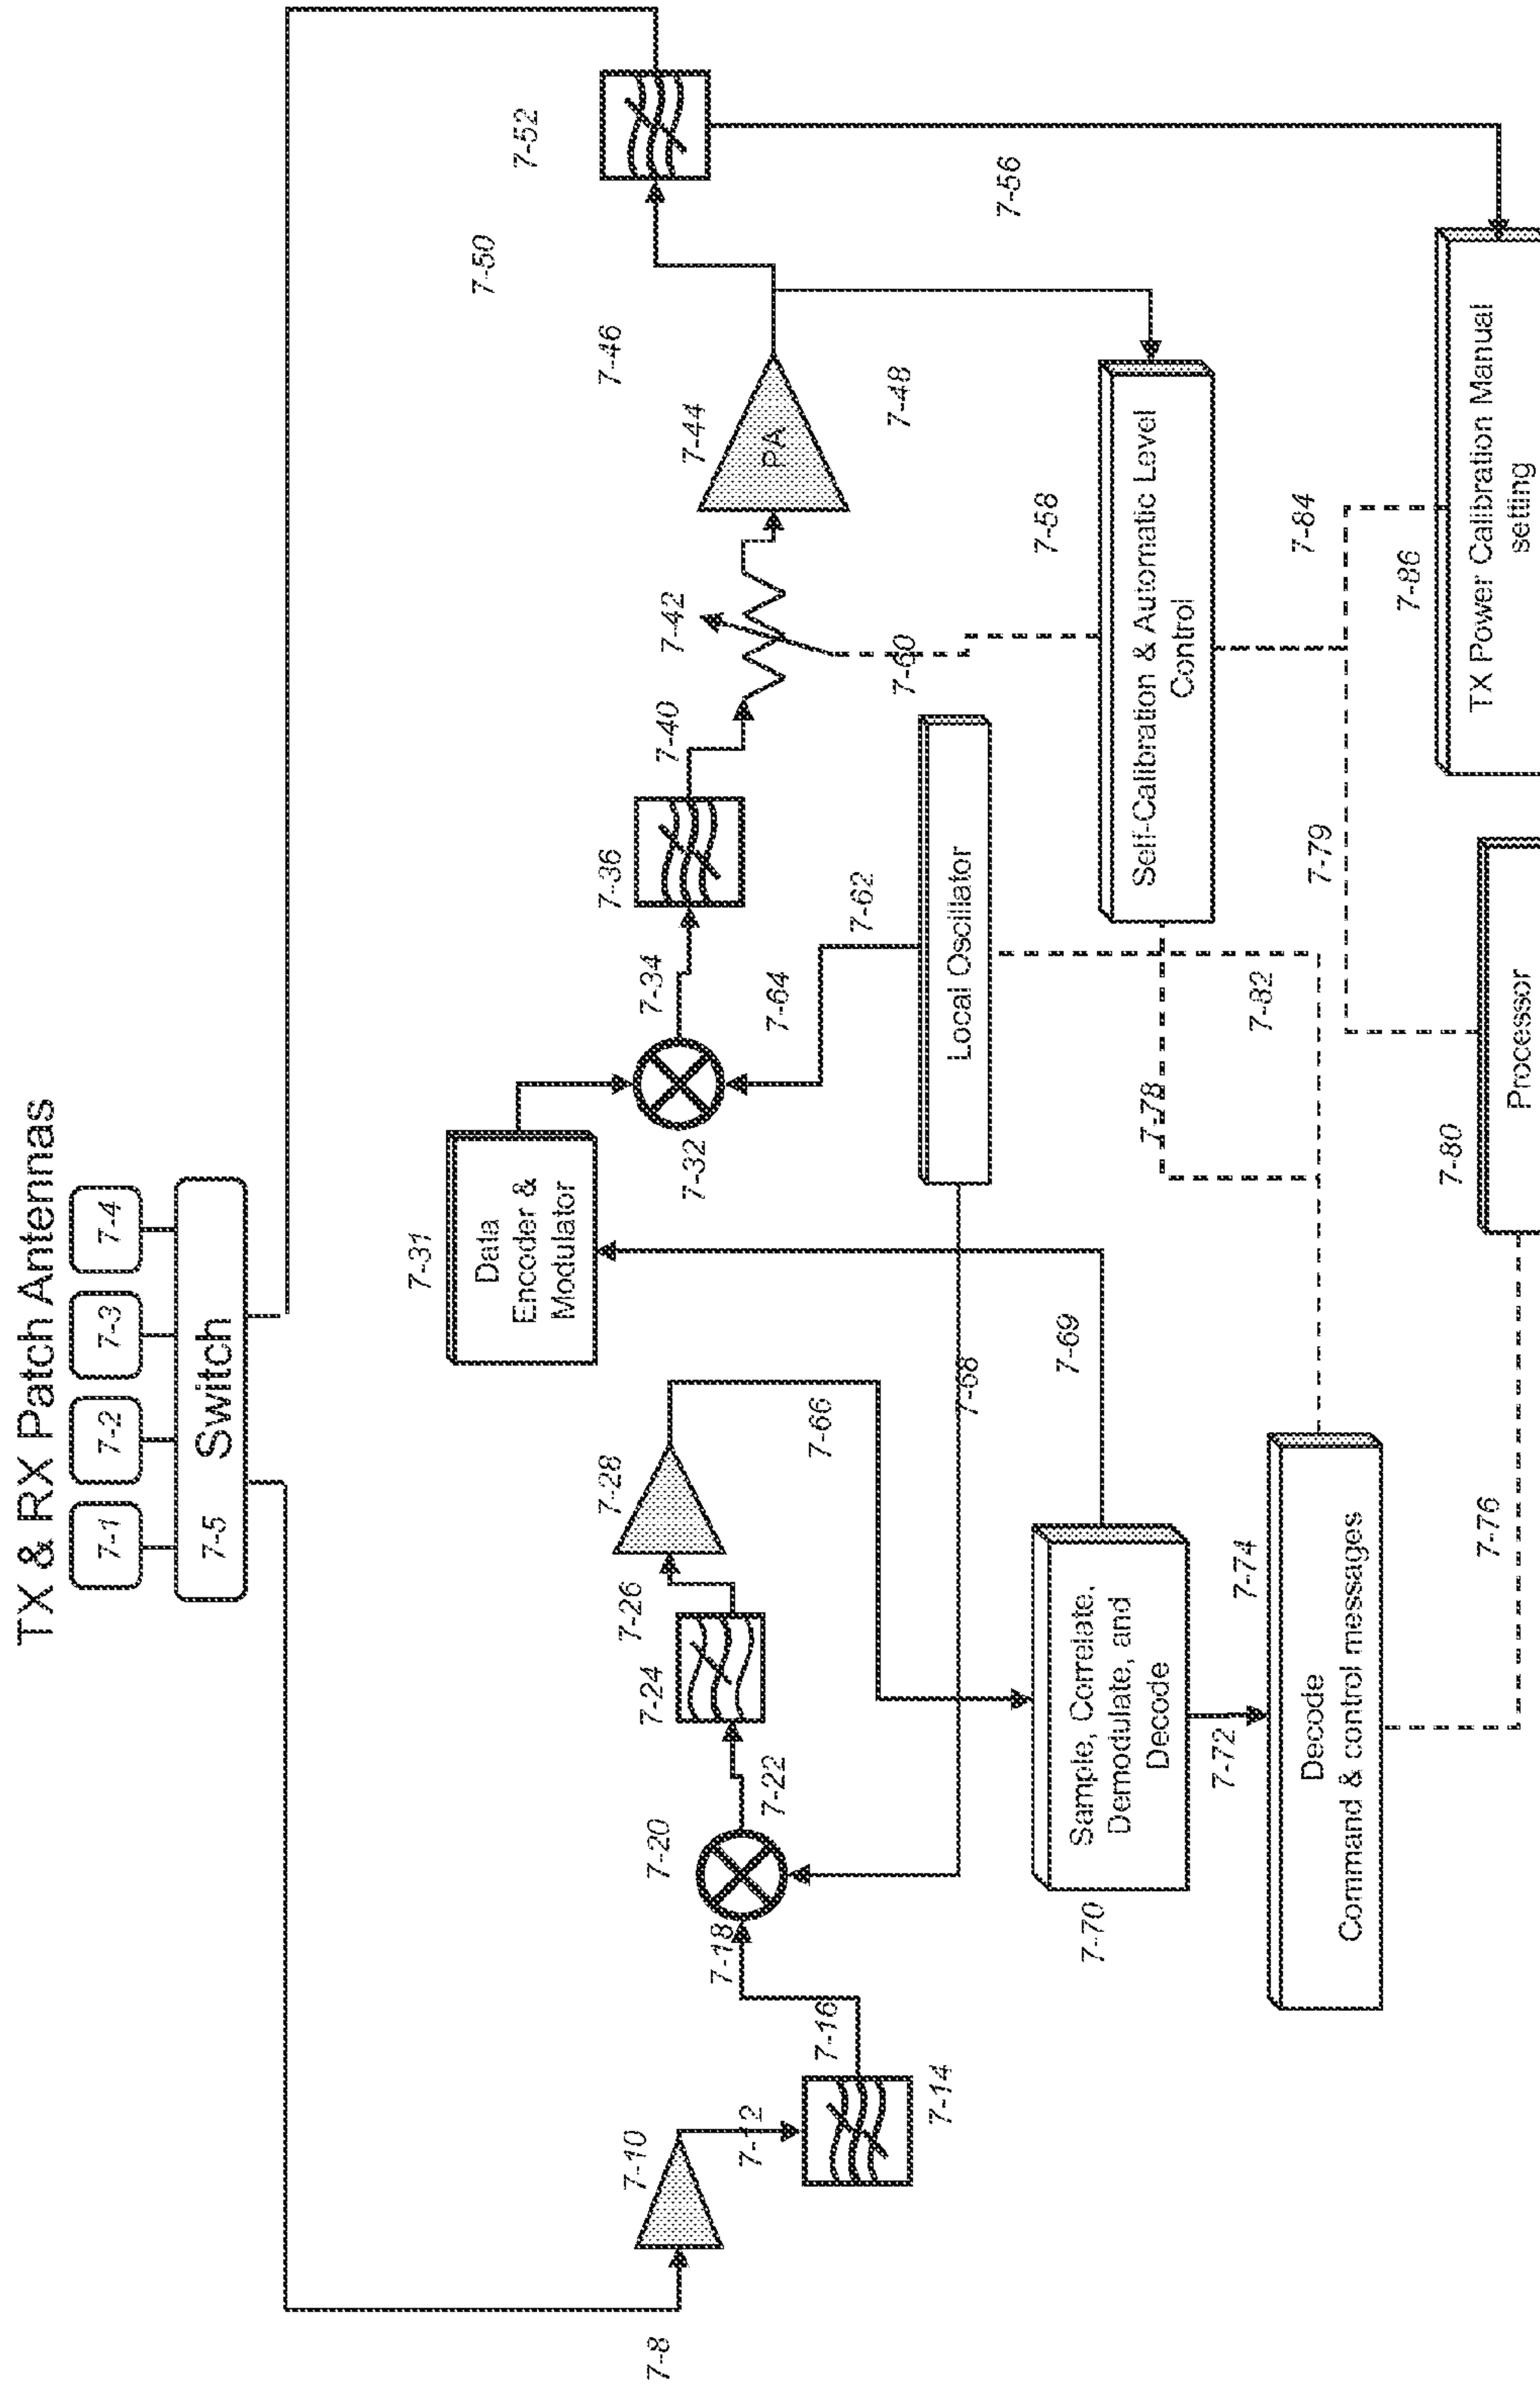 TX & RX Patch Antennas
7-1
7-2
7-3
7-4
7-5 Switch
7-8
7-10
7-12
7-14
7-16
7-18
7-20
7-22
7-24
7-26
7-28
7-66
7-31
Data
Encoder &
Modulator
7-32
7-34
7-36
7-40
7-42
7-44
PA
7-46
7-48
7-50
7-52
7-56
7-64
7-62
Local Oscillator
7-60
7-58
Self-Calibration & Automatic Level
Control
7-68
7-69
7-70
Sample, Correlate,
Demodulate, and
Decode
7-72
7-74
Decode
Command & control messages
7-76
7-78
7-82
7-79
7-84
7-80
Processor
7-86
TX Power Calibration Manual
setting